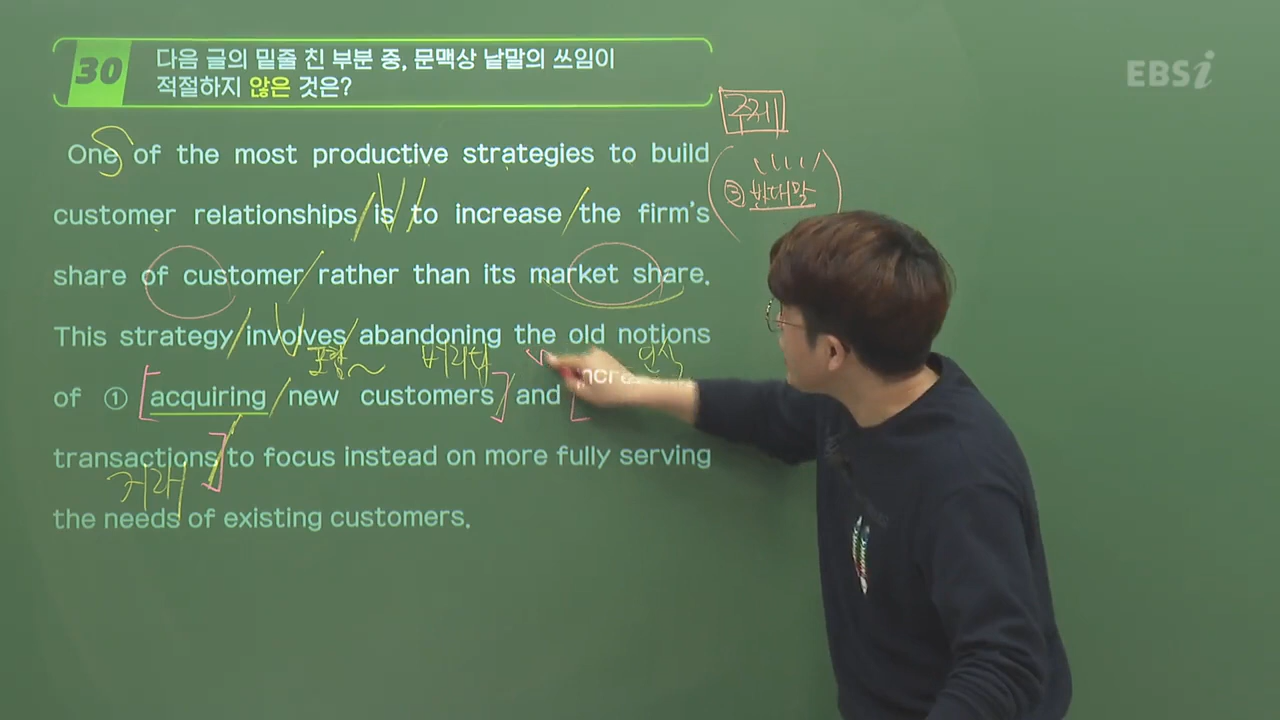 30
다음 글의 밑줄 친 부분 중, 문맥상 낱말의 쓰임이
적절하지 않은 것은?
EBSi
주제
③ 반대말
One of the most productive strategies to build
customer relationships is to increase the firm's
share of customer rather than its market share.
This strategy involves abandoning the old notions
포함~ 버리다 인식
of ① acquiring new customers and
transactions to focus instead on more fully serving
거래
the needs of existing customers.